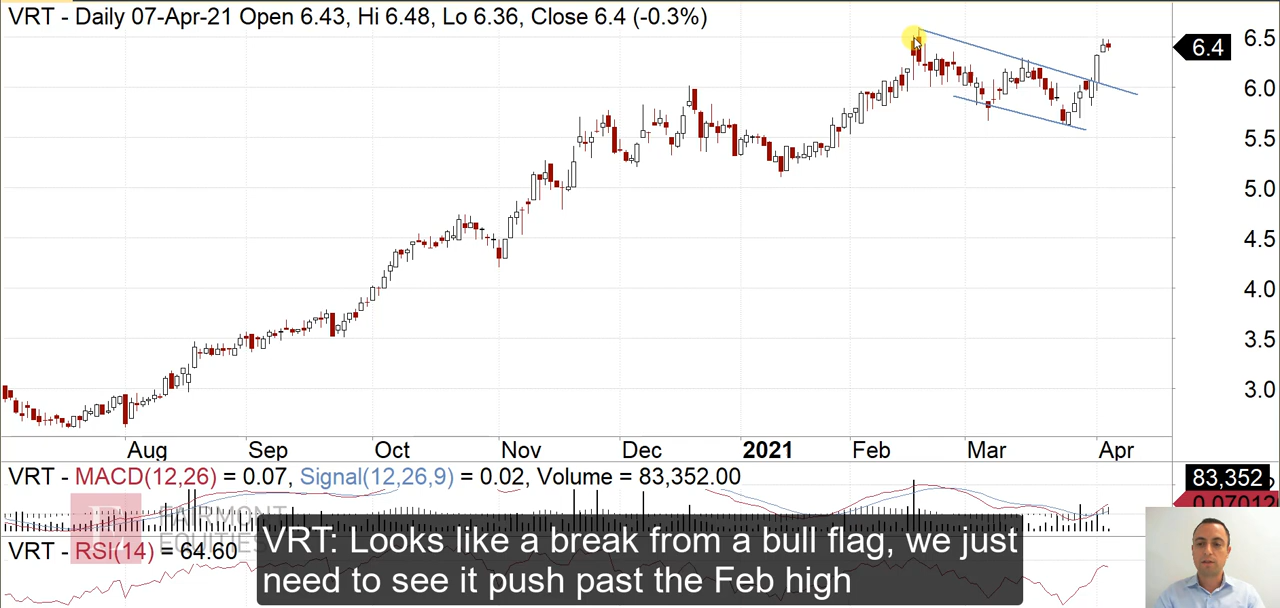 VRT - Daily 07-Apr-21 Open 6.43, Hi 6.48, Lo 6.36, Close 6.4 (-0.3%)
6.5
6.4
6.0
5.5
5.0
4.5
4.0
3.5
3.0
Aug Sep Oct Nov Dec 2021 Feb Mar Apr
VRT - MACD(12,26) = 0.07, Signal(12,26,9) = 0.02, Volume = 83,352.00
83,352
FAIRMONT
EQUITIES
VRT - RSI(14) = 64.60
VRT: Looks like a break from a bull flag, we just
need to see it push past the Feb high